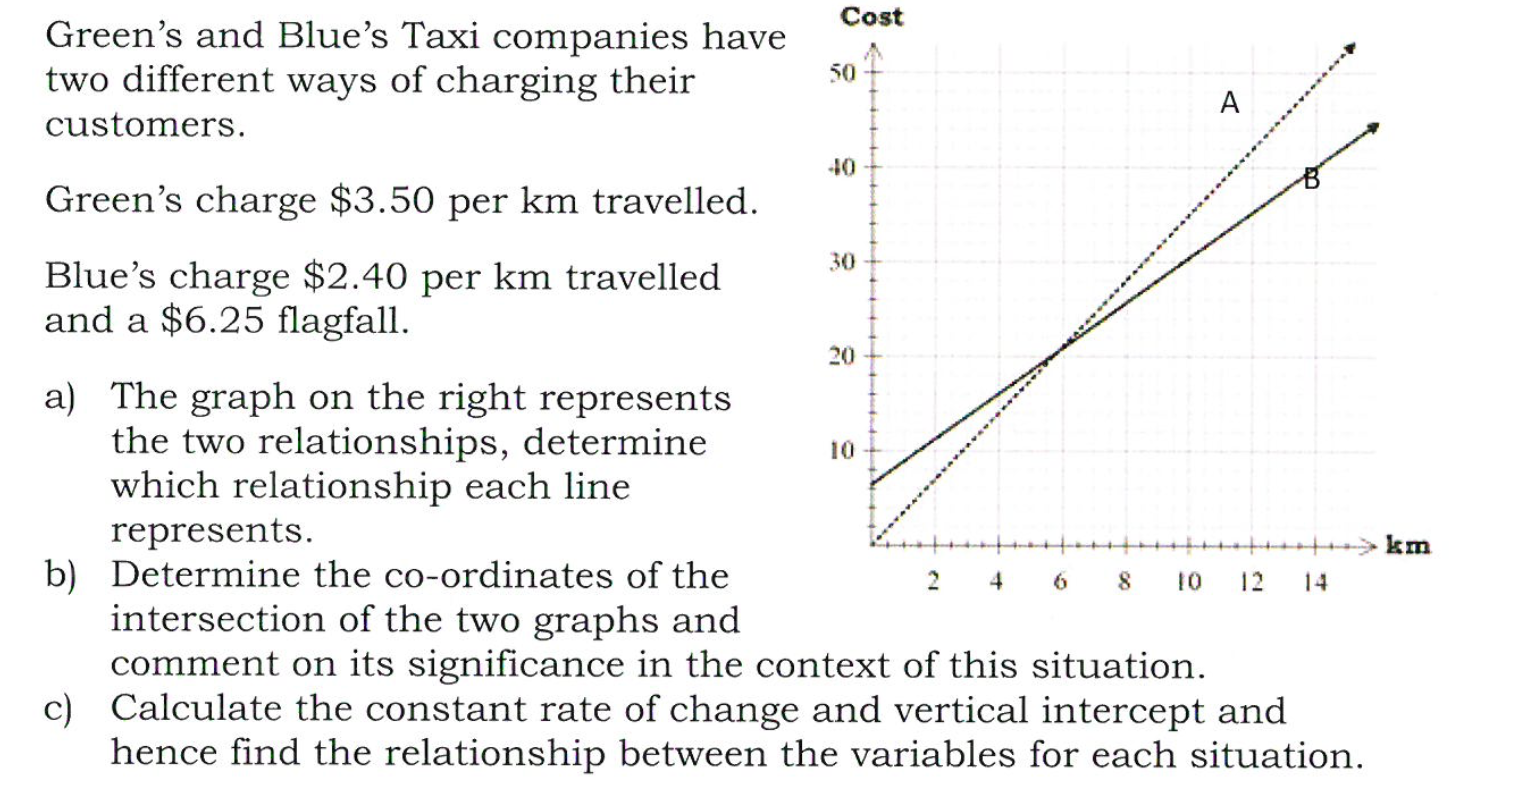 Green's and Blue's Taxi companies have
two different ways of charging their
customers.
Green's charge $3.50 per km travelled.
Blue's charge $2.40 per km travelled
and a $6.25 flagfall.
a) The graph on the right represents
the two relationships, determine
which relationship each line
represents.
b) Determine the co-ordinates of the
intersection of the two graphs and
comment on its significance in the context of this situation.
c) Calculate the constant rate of change and vertical intercept and
hence find the relationship between the variables for each situation.
Cost
50
40
30
20
10
A
B
km
2 4 6 8 10 12 14